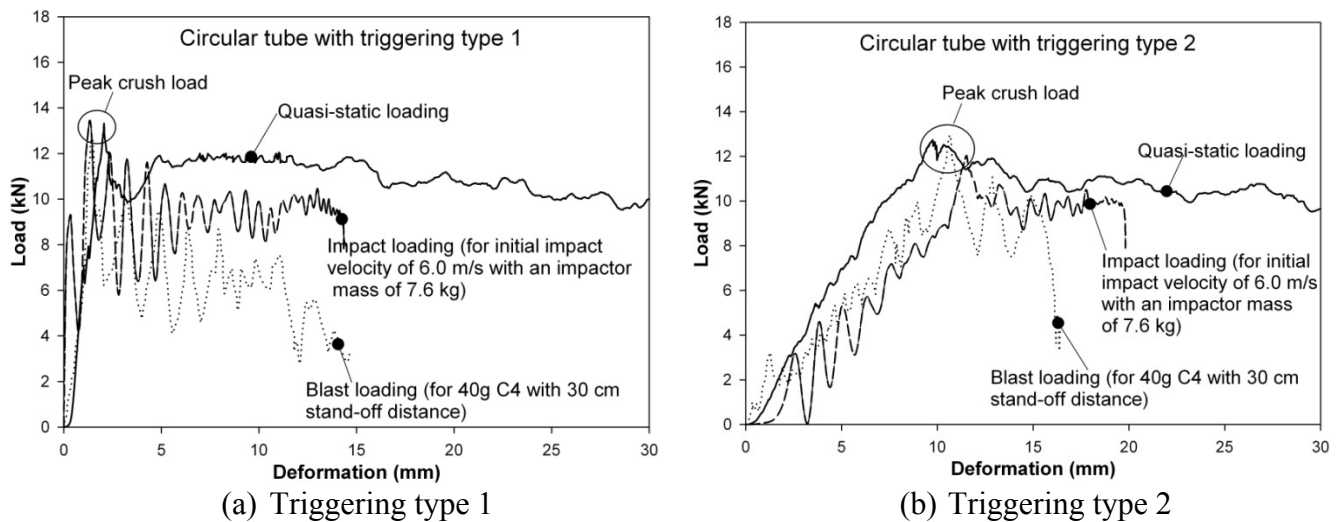 Circular tube with triggering type 1
Peak crush load
Quasi-static loading
Impact loading (for initial impact
velocity of 6.0 m/s with an impactor
mass of 7.6 kg)
Blast loading (for 40g C4 with 30 cm
stand-off distance)
Load (kN)
18
16
14
12
10
8
6
4
2
0
0
5
10
15
20
25
30
Deformation (mm)
(a) Triggering type 1
Circular tube with triggering type 2
Peak crush load
Quasi-static loading
Impact loading (for initial
impact velocity of 6.0 m/s
with an impactor mass
of 7.6 kg)
Blast loading (for 40g C4 with 30 cm
stand-off distance)
Load (kN)
18
16
14
12
10
8
6
4
2
0
0
5
10
15
20
25
30
Deformation (mm)
(b) Triggering type 2